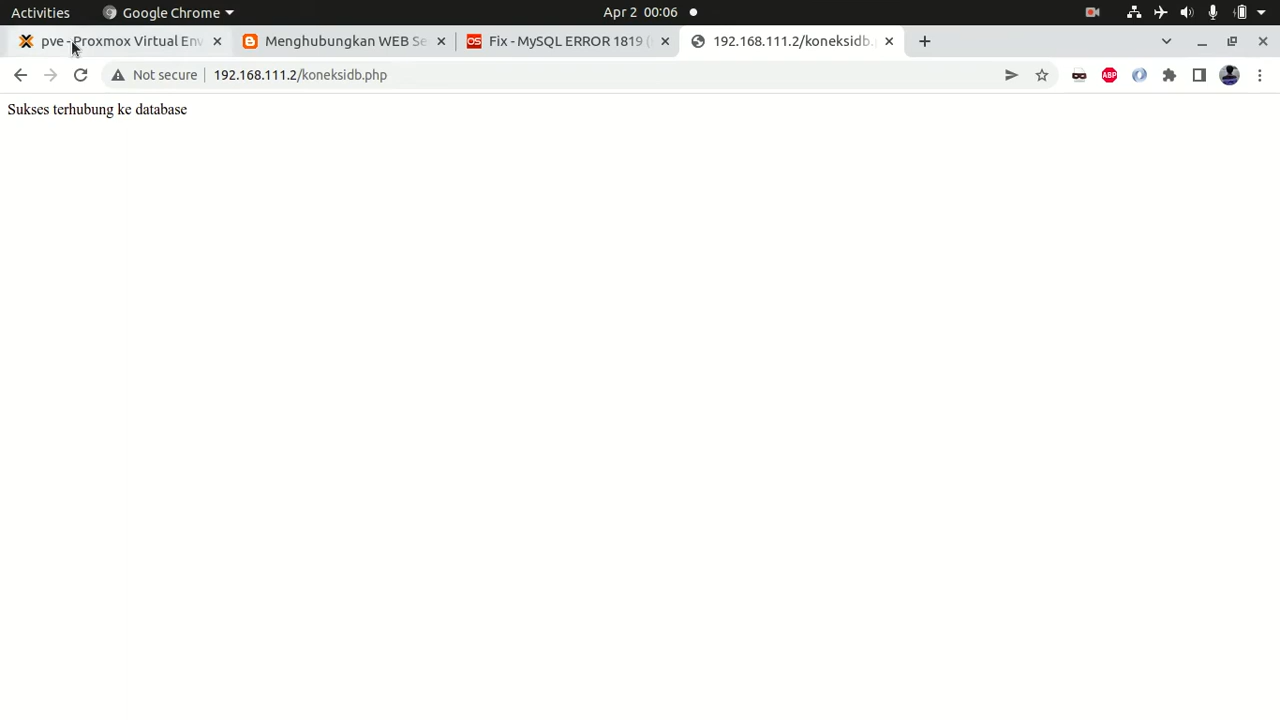 Activities Google Chrome Apr 2 00:06
pve - Proxmox Virtual Env Menghubungkan WEB Se Fix - MySQL ERROR 1819 ( 192.168.111.2/koneksidb.
Not secure 192.168.111.2/koneksidb.php ABP
Sukses terhubung ke database